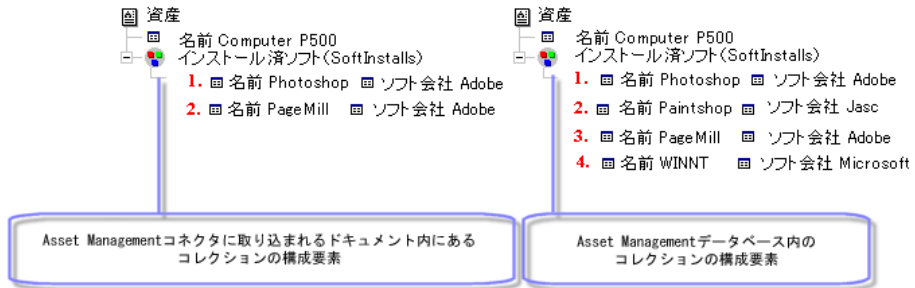 資産
名前 Computer P500
インストール済ソフト(SoftInstalls)
1. 名前 Photoshop ソフト会社 Adobe
2. 名前 PageMill ソフト会社 Adobe
Asset Managementコネクタに取り込まれるドキュメント内にある
コレクションの構成要素
資産
名前 Computer P500
インストール済ソフト(SoftInstalls)
1. 名前 Photoshop ソフト会社 Adobe
2. 名前 Paintshop ソフト会社 Jasc
3. 名前 PageMill ソフト会社 Adobe
4. 名前 WINNT ソフト会社 Microsoft
Asset Managementデータベース内の
コレクションの構成要素